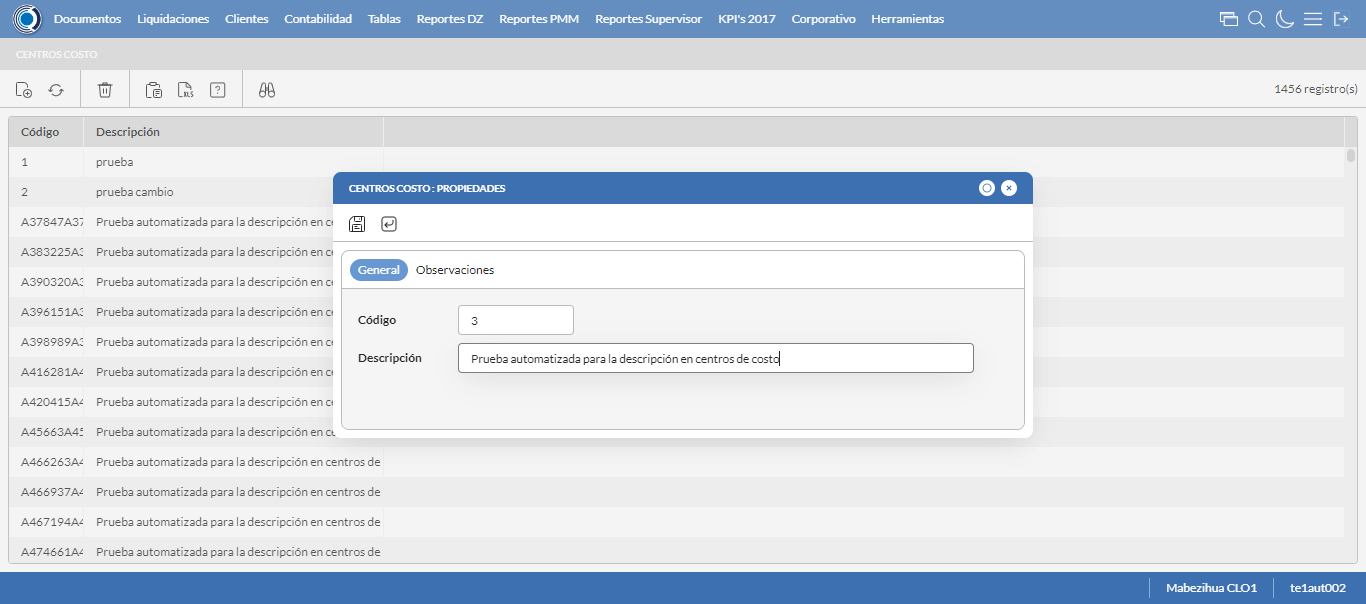 Documentos Liquidaciones Clientes Contabilidad Tablas Reportes DZ Reportes PMM Reportes Supervisor KPI's 2017 Corporativo Herramientas
CENTROS COSTO
XLS ? 1456 registro(s)
Código Descripción
1 prueba
2 prueba cambio
A37847A37 Prueba automatizada para la descripción en ce
A383225A3 Prueba automatizada para la descripción en ce
A390320A3 Prueba automatizada para la descripción en ce
A396151A3 Prueba automatizada para la descripción en ce
A398989A3 Prueba automatizada para la descripción en ce
A416281A4 Prueba automatizada para la descripción en ce
A420415A4 Prueba automatizada para la descripción en ce
A45663A45 Prueba automatizada para la descripción en ce
A466263A4 Prueba automatizada para la descripción en centros de
A466937A4 Prueba automatizada para la descripción en centros de
A467194A4 Prueba automatizada para la descripción en centros de
A474661A4 Prueba automatizada para la descripción en centros de
CENTROS COSTO : PROPIEDADES
General Observaciones
Código 3
Descripción Prueba automatizada para la descripción en centros de costo
Mabezihua CLO1 te1aut002